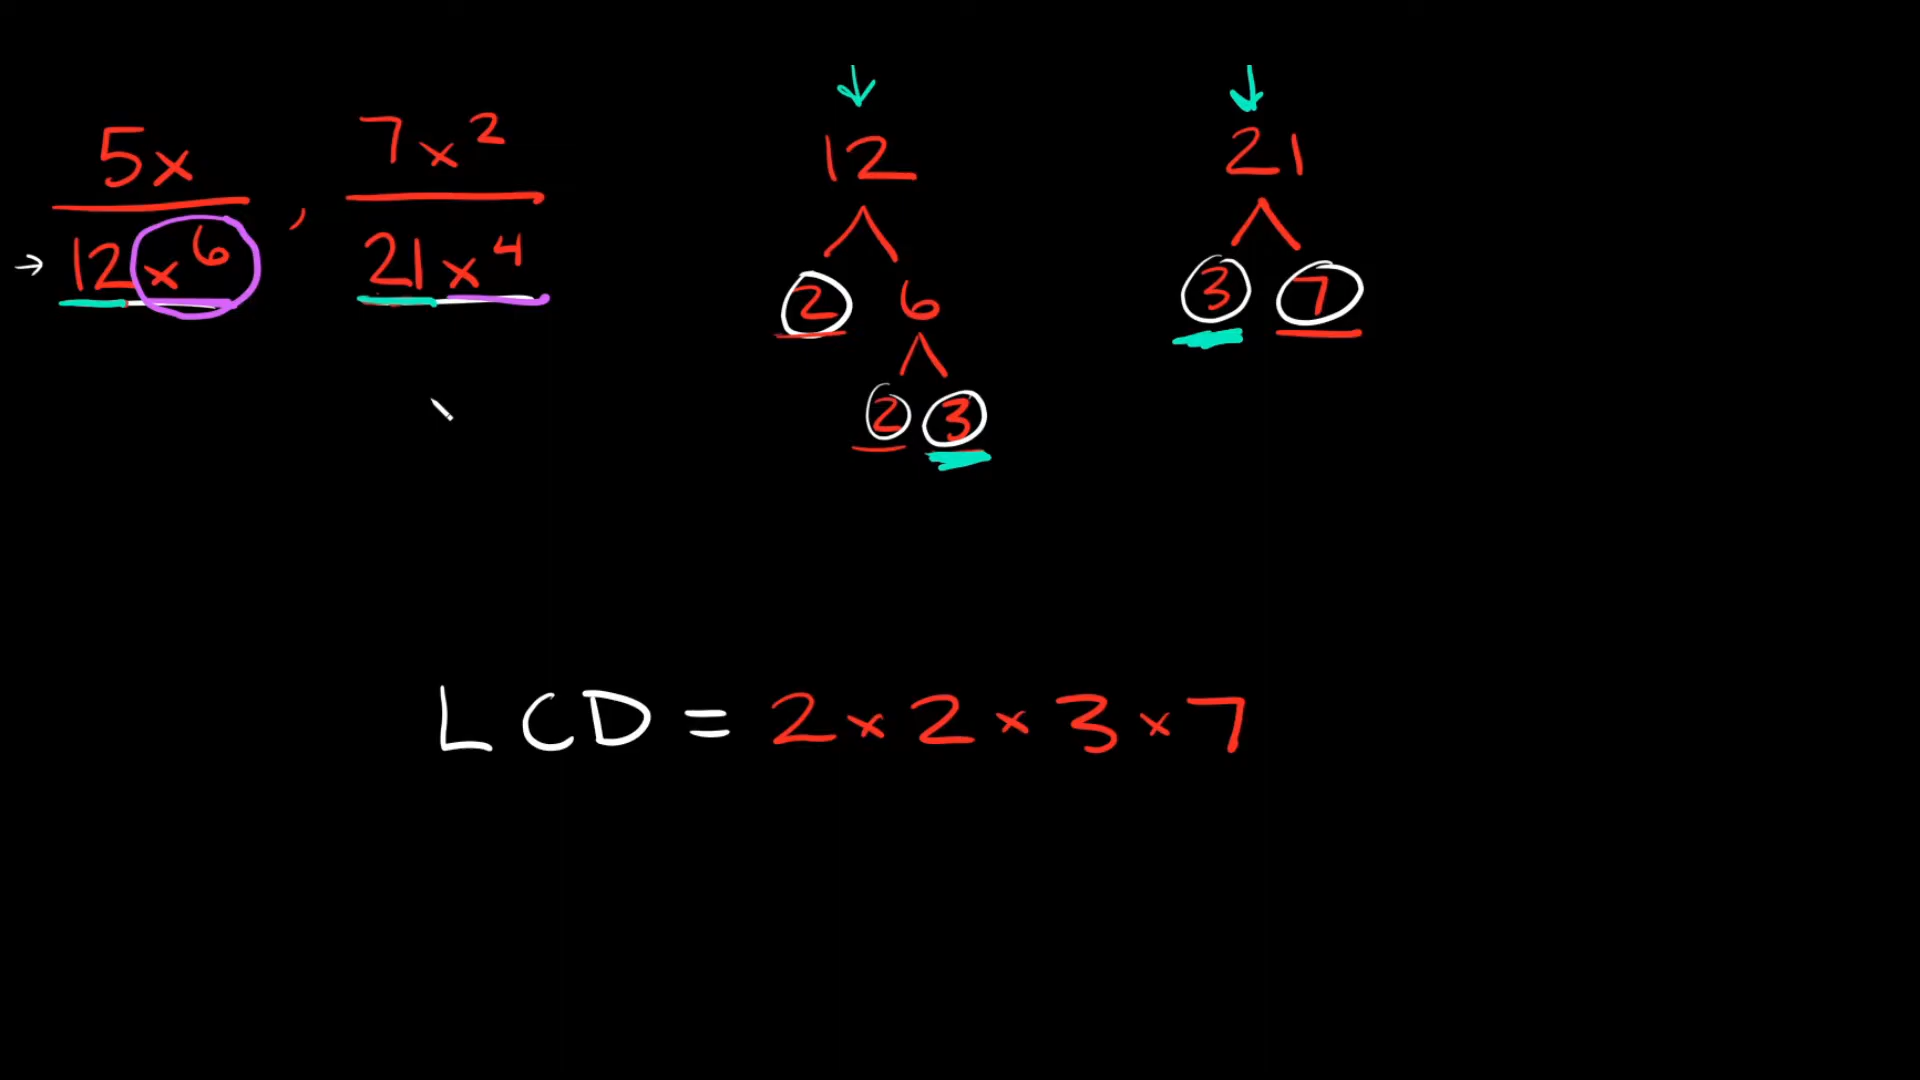 5x/12x⁶ , 7x²/21x⁴
12
2 6
2 3
21
3 7
LCD = 2 × 2 × 3 × 7